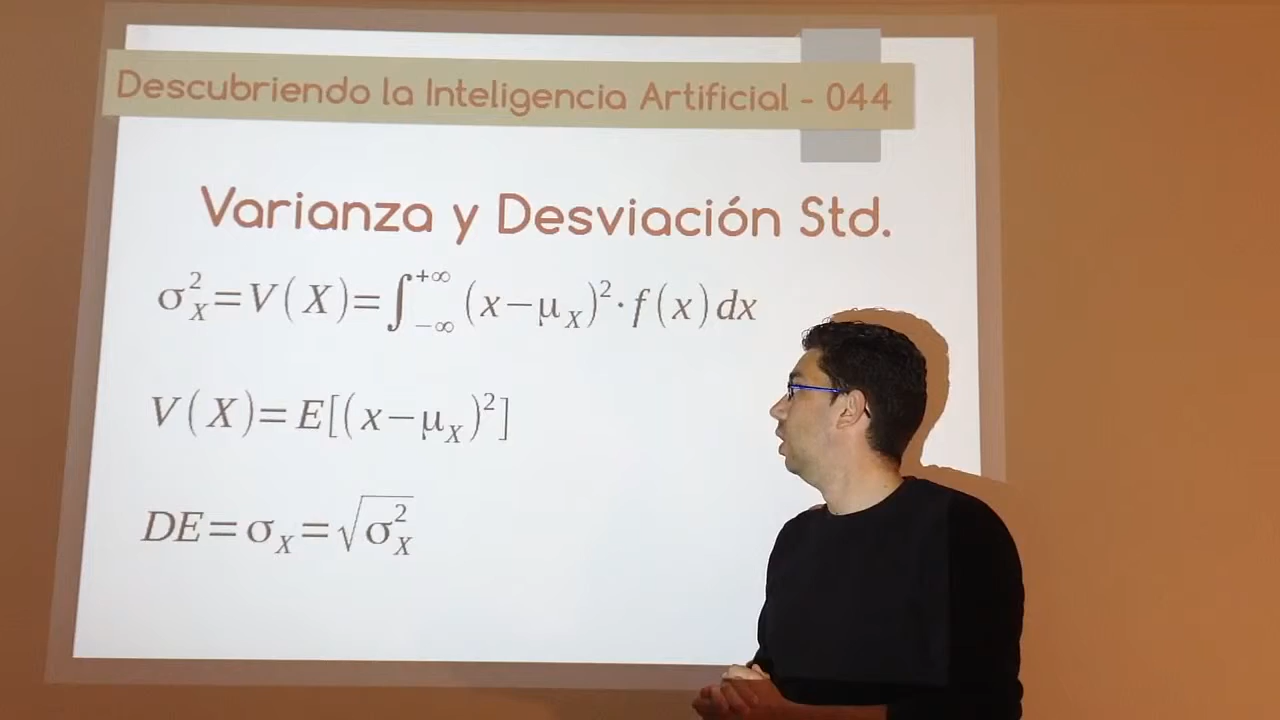 Descubriendo la Inteligencia Artificial - 044
Varianza y Desviación Std.
σ²_X=V(X)=∫_{-∞}^{+∞}(x-μ_X)²·f(x)dx
V(X)=E[(x-μ_X)²]
DE=σ_X=√σ²_X